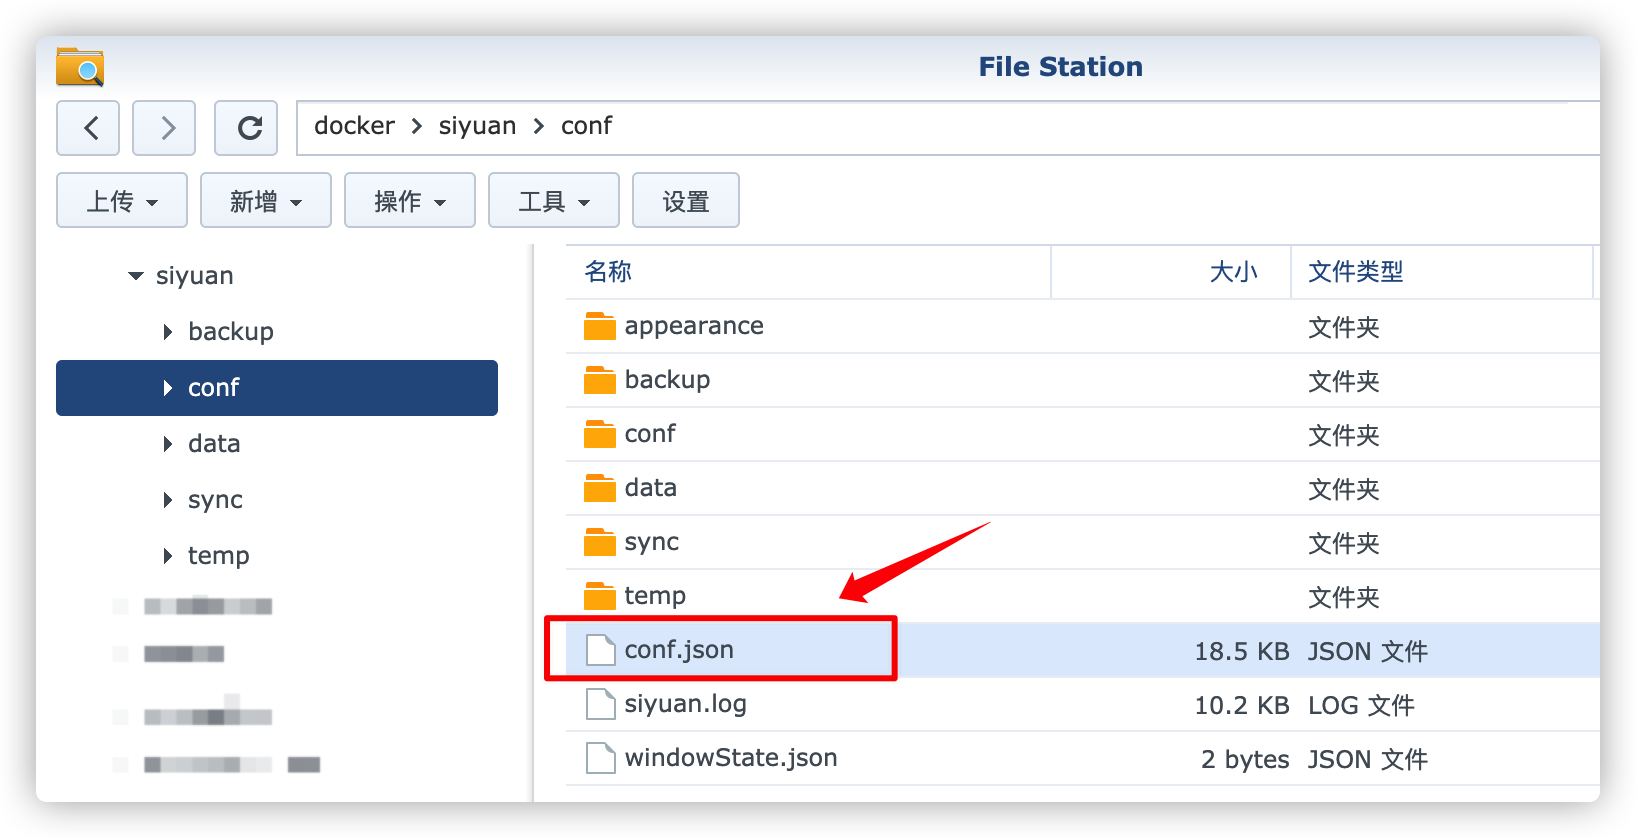 File Station
docker > siyuan > conf
上传 新增 操作 工具 设置
siyuan
backup
conf
data
sync
temp
名称 大小 文件类型
appearance 文件夹
backup 文件夹
conf 文件夹
data 文件夹
sync 文件夹
temp 文件夹
conf.json 18.5 KB JSON 文件
siyuan.log 10.2 KB LOG 文件
windowState.json 2 bytes JSON 文件